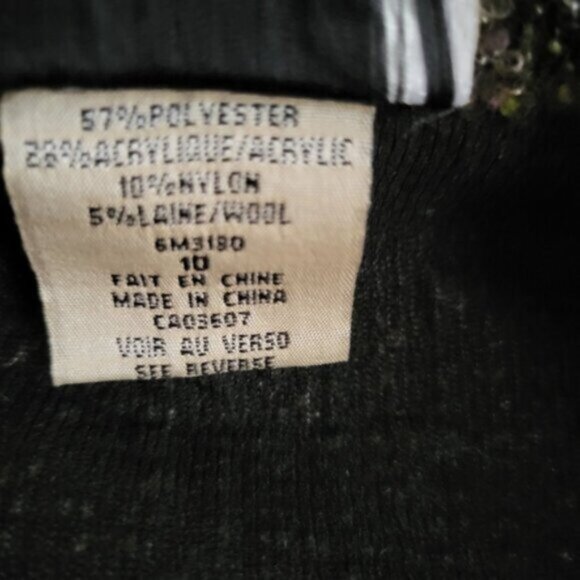 57%POLYESTER
28%ACRYLIQUE/ACRYLIC
10%NYLON
5%LAINE/WOOL
6M3180
10
FAIT EN CHINE
MADE IN CHINA
CA03607
VOIR AU VERSO
SEE REVERSE